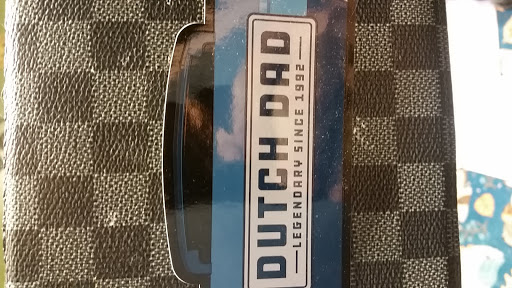 DUTCH DAD
LEGENDARY SINCE 1992